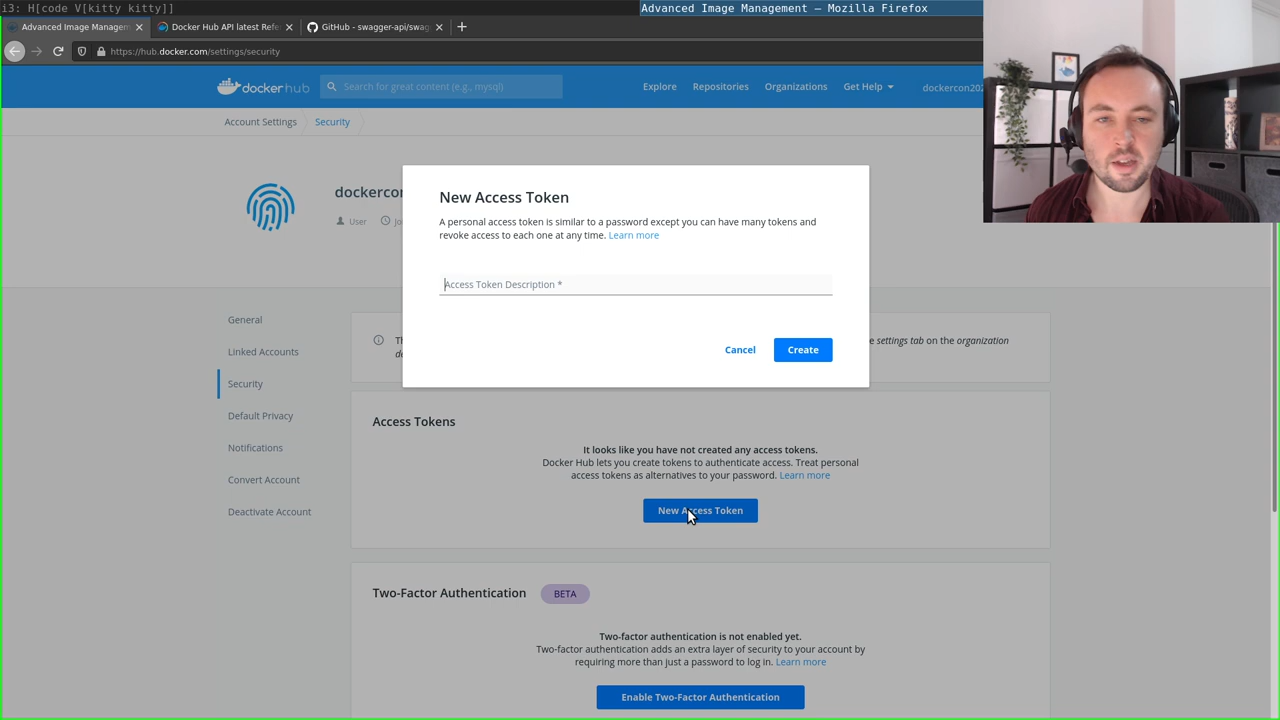 i3: H[code V[kitty kitty]]
Advanced Image Management — Mozilla Firefox
Advanced Image Managem
Docker Hub API latest Refe
GitHub - swagger-api/swag
https://hub.docker.com/settings/security
dockerhub
Search for great content (e.g., mysql)
Explore
Repositories
Organizations
Get Help
dockercon202
Account Settings
Security
dockercon
User
Jo
New Access Token
A personal access token is similar to a password except you can have many tokens and
revoke access to each one at any time. Learn more
Access Token Description *
Cancel
Create
General
Linked Accounts
Security
Default Privacy
Notifications
Convert Account
Deactivate Account
e settings tab on the organization
Access Tokens
It looks like you have not created any access tokens.
Docker Hub lets you create tokens to authenticate access. Treat personal
access tokens as alternatives to your password. Learn more
New Access Token
Two-Factor Authentication
BETA
Two-factor authentication is not enabled yet.
Two-factor authentication adds an extra layer of security to your account by
requiring more than just a password to log in. Learn more
Enable Two-Factor Authentication